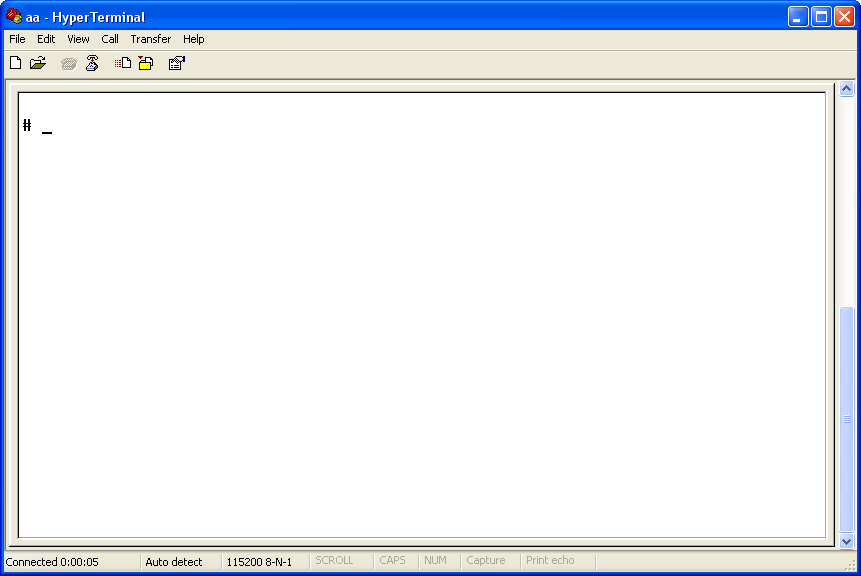 aa - HyperTerminal
File Edit View Call Transfer Help
# _
Connected 0:00:05 Auto detect 115200 8-N-1 SCROLL CAPS NUM Capture Print echo